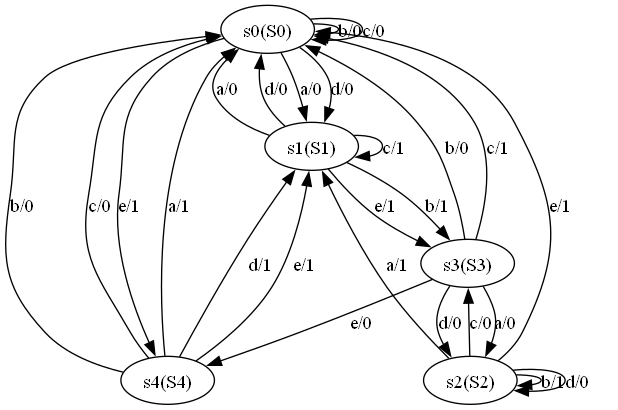 s0(S0)
b/0
c/0
a/0
d/0
a/0
d/0
s1(S1)
c/1
b/0
c/1
b/0
c/0
e/1
a/1
e/1
b/1
e/1
d/1
e/1
a/1
s3(S3)
e/0
d/0
c/0
a/0
s4(S4)
s2(S2)
b/1
d/0